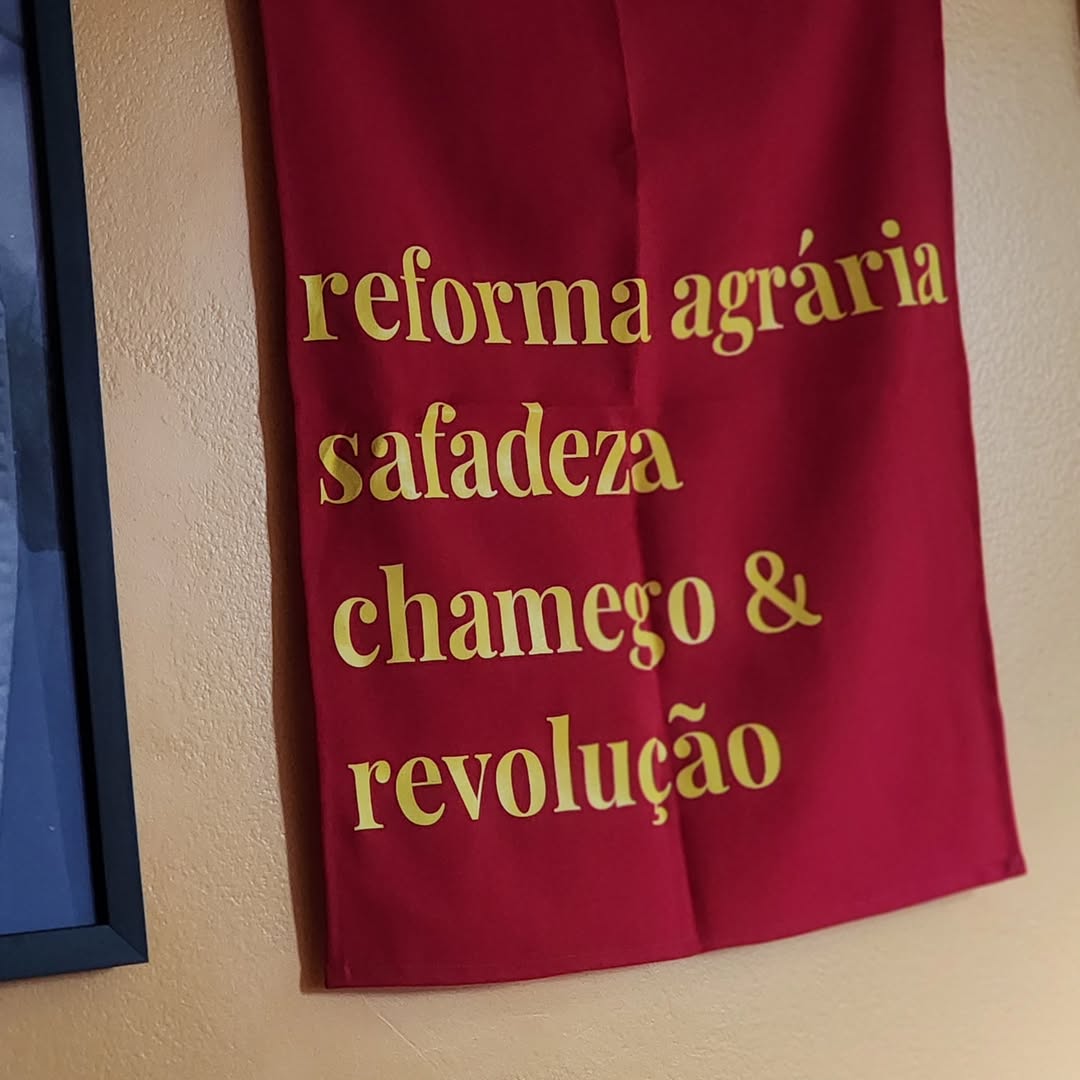 reforma agrária
safadeza
chamego &
revolução